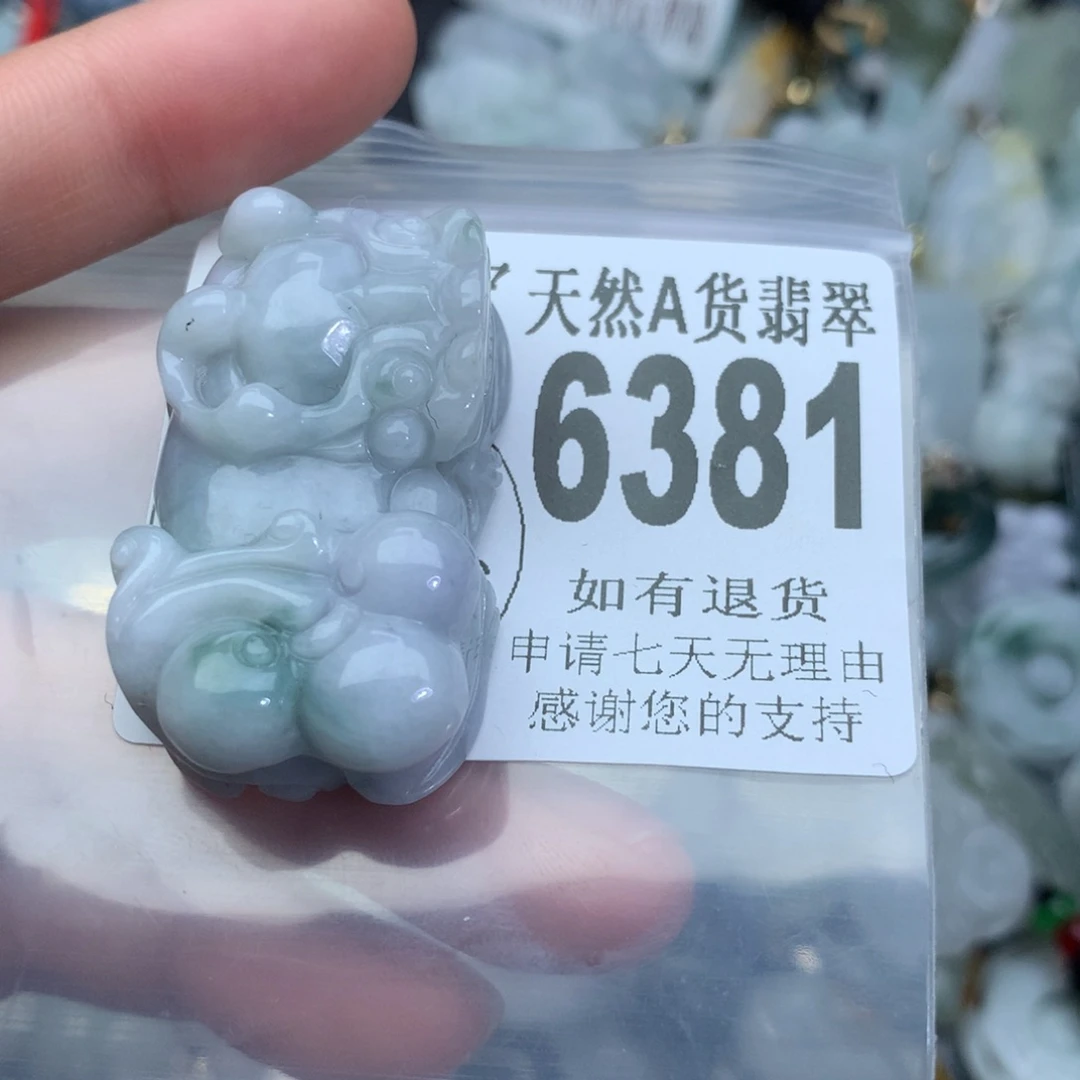 天然A货翡翠
6381
如有退货
申请七天无理由
感谢您的支持